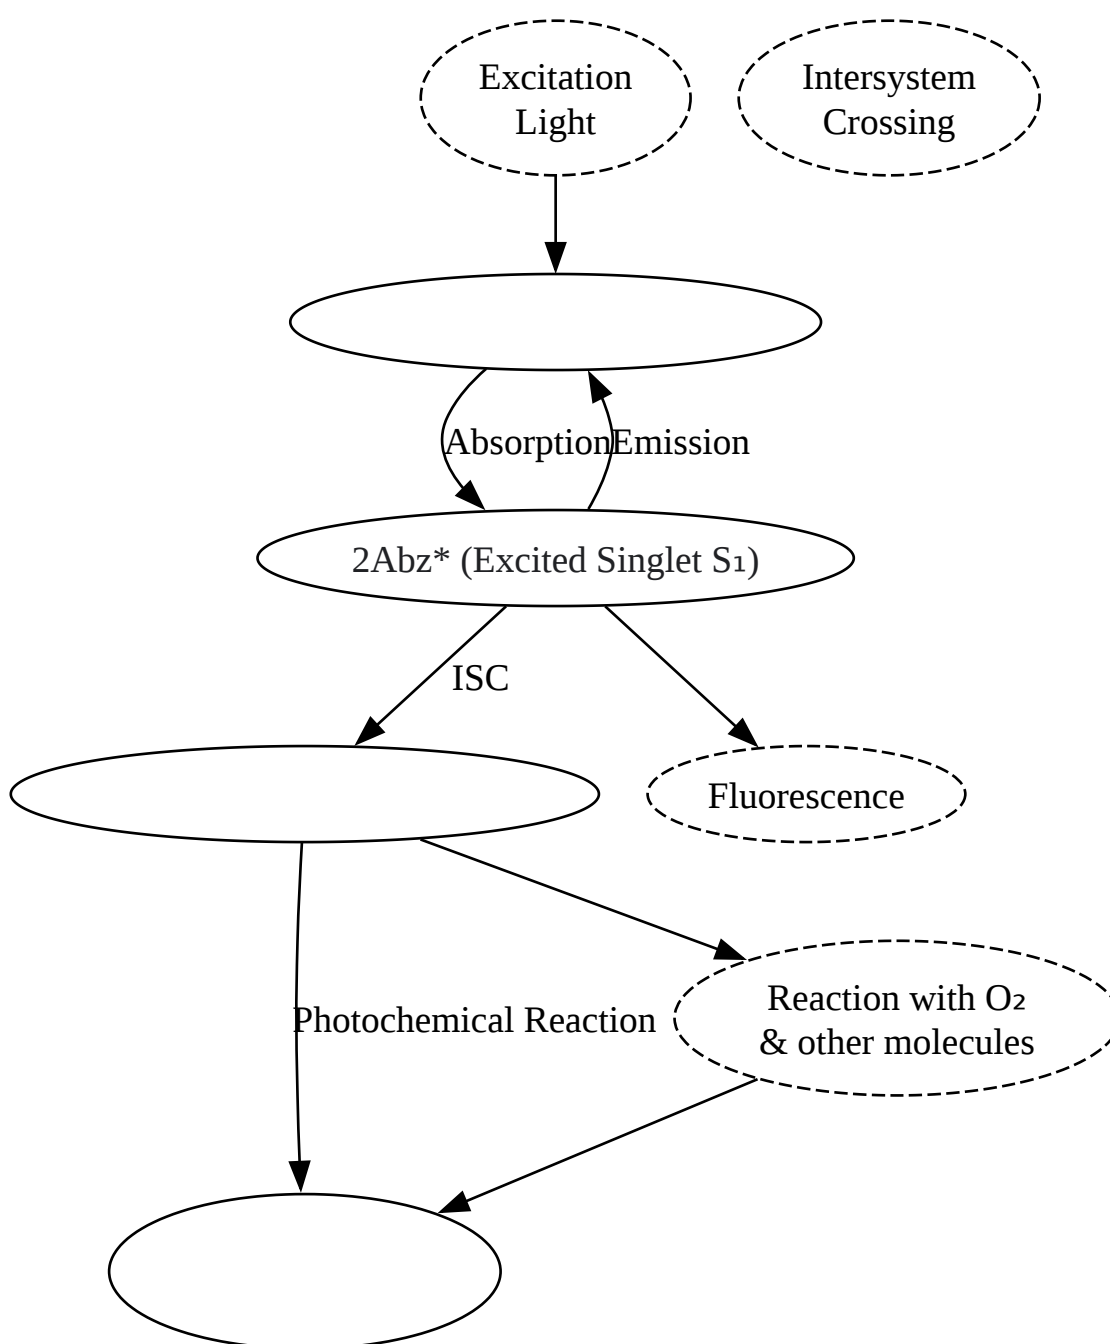 Excitation
Light
Intersystem
Crossing
Absorption
Emission
2Abz* (Excited Singlet S₁)
ISC
Fluorescence
Reaction with O₂
& other molecules
Photochemical Reaction